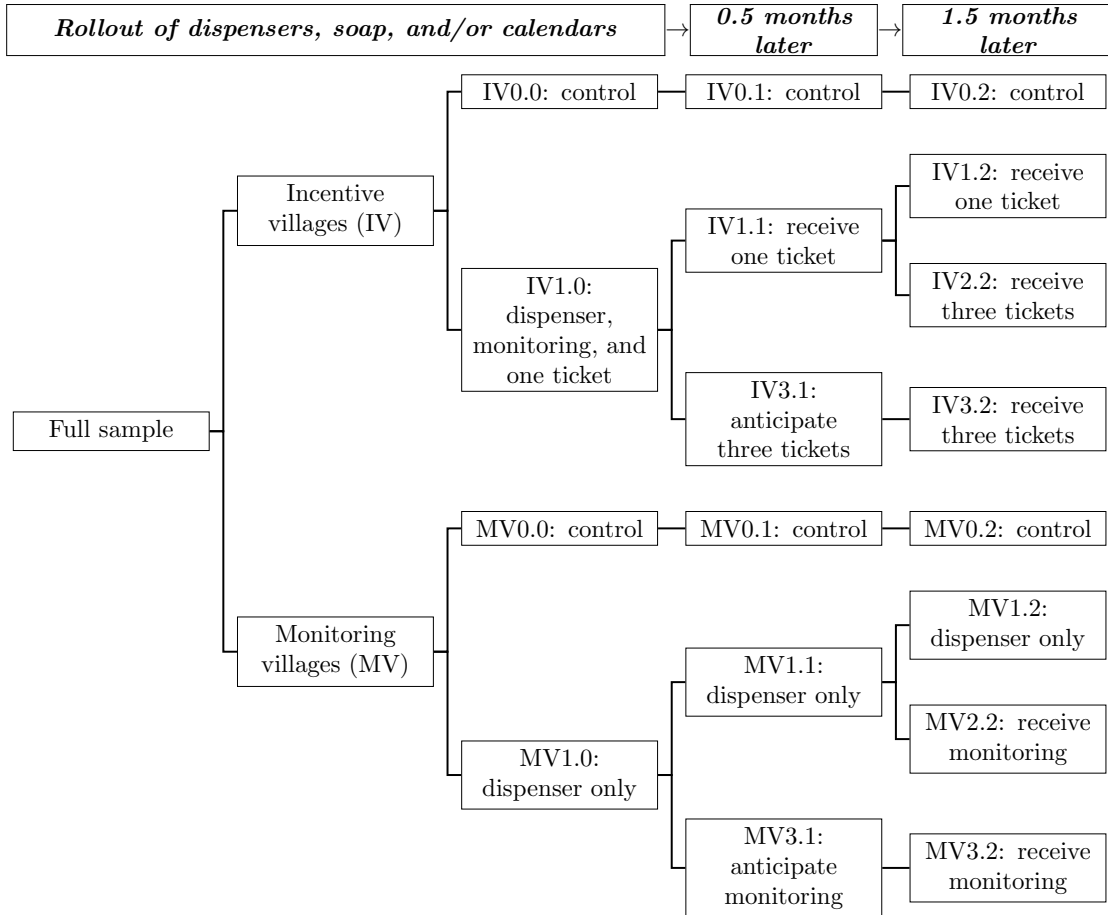 Rollout of dispensers, soap, and/or calendars
0.5 months
later
1.5 months
later
IV0.0: control
IV0.1: control
IV0.2: control
Incentive
villages (IV)
IV1.0:
dispenser,
monitoring, and
one ticket
IV1.1: receive
one ticket
IV1.2: receive
one ticket
IV2.2: receive
three tickets
IV3.1:
anticipate
three tickets
IV3.2: receive
three tickets
Full sample
MV0.0: control
MV0.1: control
MV0.2: control
Monitoring
villages (MV)
MV1.0:
dispenser only
MV1.1:
dispenser only
MV1.2:
dispenser only
MV2.2: receive
monitoring
MV3.1:
anticipate
monitoring
MV3.2: receive
monitoring